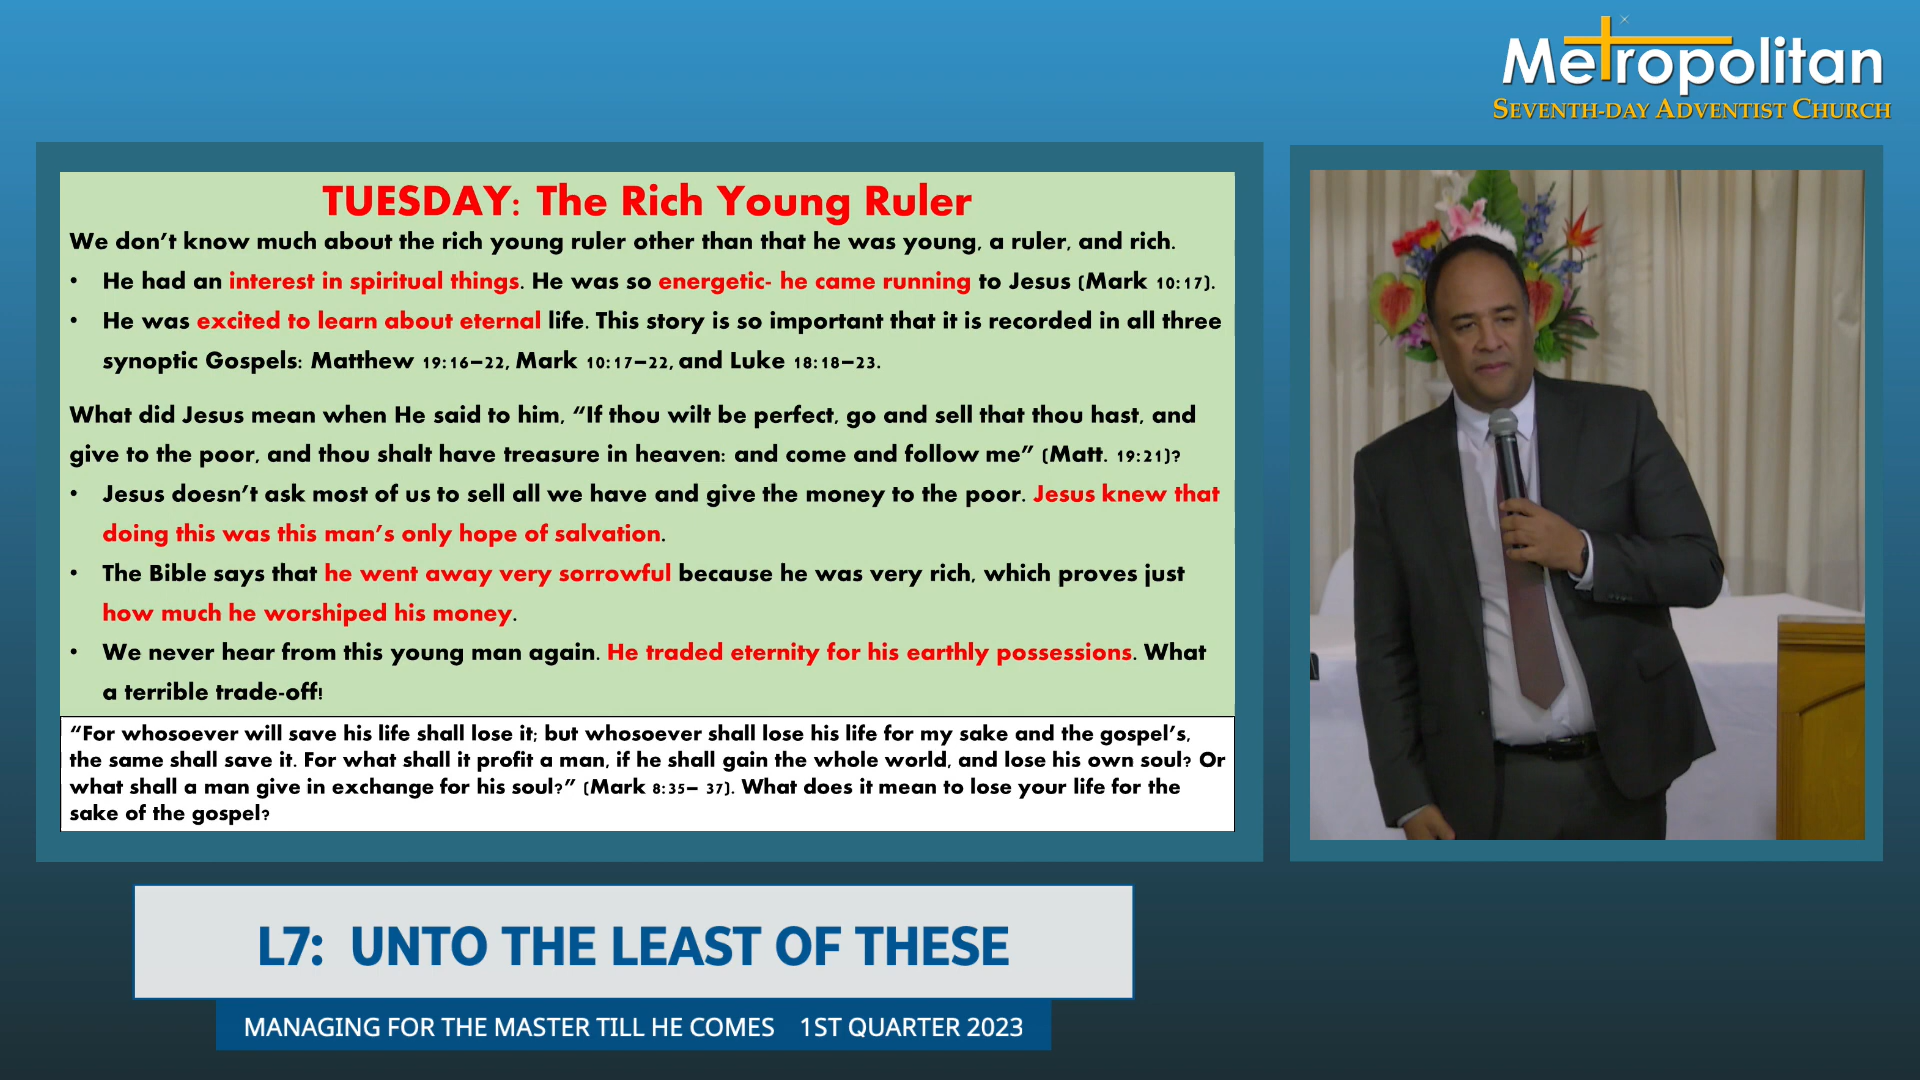 Metropolitan
SEVENTH-DAY ADVENTIST CHURCH
TUESDAY: The Rich Young Ruler
We don’t know much about the rich young ruler other than that he was young, a ruler, and rich.
• He had an interest in spiritual things. He was so energetic- he came running to Jesus (Mark 10:17).
• He was excited to learn about eternal life. This story is so important that it is recorded in all three
synoptic Gospels: Matthew 19:16–22, Mark 10:17–22, and Luke 18:18–23.
What did Jesus mean when He said to him, “If thou wilt be perfect, go and sell that thou hast, and
give to the poor, and thou shalt have treasure in heaven: and come and follow me” (Matt. 19:21)?
• Jesus doesn’t ask most of us to sell all we have and give the money to the poor. Jesus knew that
doing this was this man’s only hope of salvation.
• The Bible says that he went away very sorrowful because he was very rich, which proves just
how much he worshiped his money.
• We never hear from this young man again. He traded eternity for his earthly possessions. What
a terrible trade-off!
“For whosoever will save his life shall lose it; but whosoever shall lose his life for my sake and the gospel’s,
the same shall save it. For what shall it profit a man, if he shall gain the whole world, and lose his own soul? Or
what shall a man give in exchange for his soul?” (Mark 8:35– 37). What does it mean to lose your life for the
sake of the gospel?
L7: UNTO THE LEAST OF THESE
MANAGING FOR THE MASTER TILL HE COMES 1ST QUARTER 2023